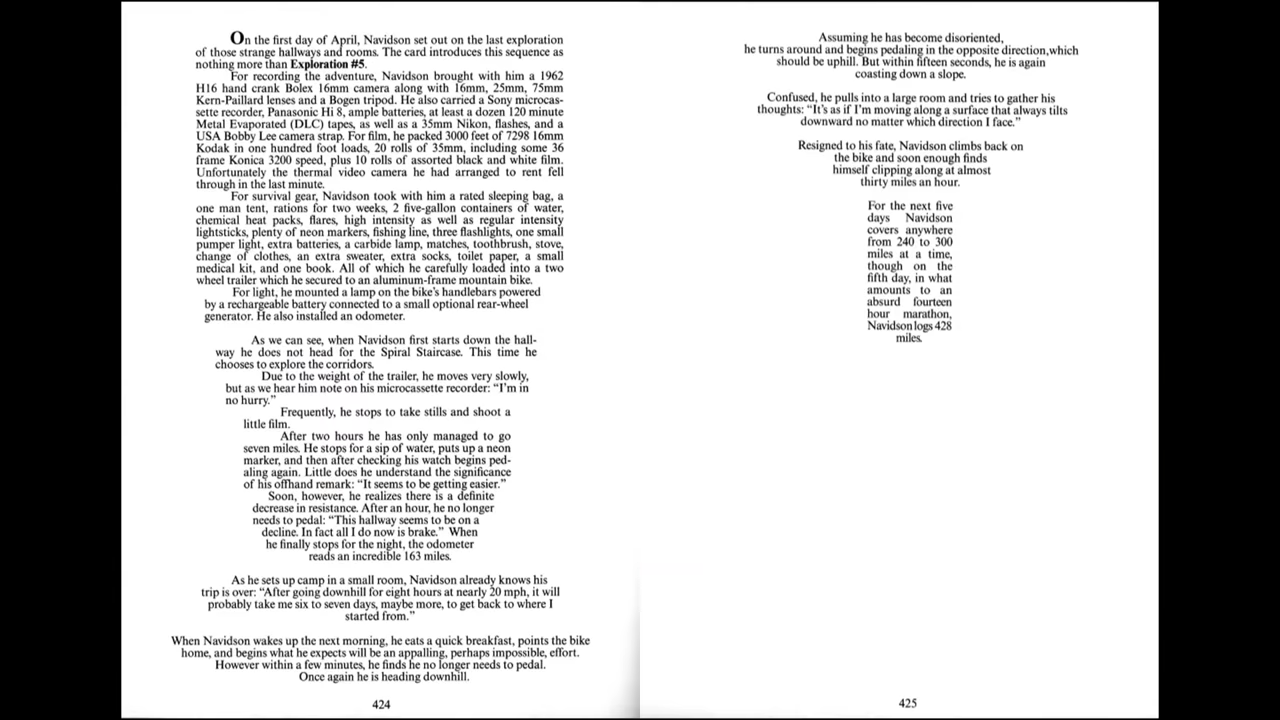 On the first day of April, Navidson set out on the last exploration
of those strange hallways and rooms. The card introduces this sequence as
nothing more than Exploration #5.
For recording the adventure, Navidson brought with him a 1962
H16 hand crank Bolex 16mm camera along with 16mm, 25mm, 75mm
Kern-Paillard lenses and a Bogen tripod. He also carried a Sony microcas-
sette recorder, Panasonic Hi 8, ample batteries, at least a dozen 120 minute
Metal Evaporated (DLC) tapes, as well as a 35mm Nikon, flashes, and a
USA Bobby Lee camera strap. For film, he packed 3000 feet of 7298 16mm
Kodak in one hundred foot loads, 20 rolls of 35mm, including some 36
frame Konica 3200 speed, plus 10 rolls of assorted black and white film.
Unfortunately the thermal video camera he had arranged to rent fell
through in the last minute.
For survival gear, Navidson took with him a rated sleeping bag, a
one man tent, rations for two weeks, 2 five-gallon containers of water,
chemical heat packs, flares, high intensity as well as regular intensity
lightsticks, plenty of neon markers, fishing line, three flashlights, one small
pumper light, extra batteries, a carbide lamp, matches, toothbrush, stove,
change of clothes, an extra sweater, extra socks, toilet paper, a small
medical kit, and one book. All of which he carefully loaded into a two
wheel trailer which he secured to an aluminum-frame mountain bike.
For light, he mounted a lamp on the bike's handlebars powered
by a rechargeable battery connected to a small optional rear-wheel
generator. He also installed an odometer.
As we can see, when Navidson first starts down the hall-
way he does not head for the Spiral Staircase. This time he
chooses to explore the corridors.
Due to the weight of the trailer, he moves very slowly,
but as we hear him note on his microcassette recorder: "I'm in
no hurry."
Frequently, he stops to take stills and shoot a
little film.
After two hours he has only managed to go
seven miles. He stops for a sip of water, puts up a neon
marker, and then after checking his watch begins ped-
aling again. Little does he understand the significance
of his offhand remark: "It seems to be getting easier."
Soon, however, he realizes there is a definite
decrease in resistance. After an hour, he no longer
needs to pedal: "This hallway seems to be on a
decline. In fact all I do now is brake." When
he finally stops for the night, the odometer
reads an incredible 163 miles.
As he sets up camp in a small room, Navidson already knows his
trip is over: "After going downhill for eight hours at nearly 20 mph, it will
probably take me six to seven days, maybe more, to get back to where I
started from."
When Navidson wakes up the next morning, he eats a quick breakfast, points the bike
home, and begins what he expects will be an appalling, perhaps impossible, effort.
However within a few minutes, he finds he no longer needs to pedal.
Once again he is heading downhill.
424
Assuming he has become disoriented,
he turns around and begins pedaling in the opposite direction,which
should be uphill. But within fifteen seconds, he is again
coasting down a slope.
Confused, he pulls into a large room and tries to gather his
thoughts: "It's as if I'm moving along a surface that always tilts
downward no matter which direction I face."
Resigned to his fate, Navidson climbs back on
the bike and soon enough finds
himself clipping along at almost
thirty miles an hour.
For the next five
days Navidson
covers anywhere
from 240 to 300
miles at a time,
though on the
fifth day, in what
amounts to an
absurd fourteen
hour marathon,
Navidson logs 428
miles.
425